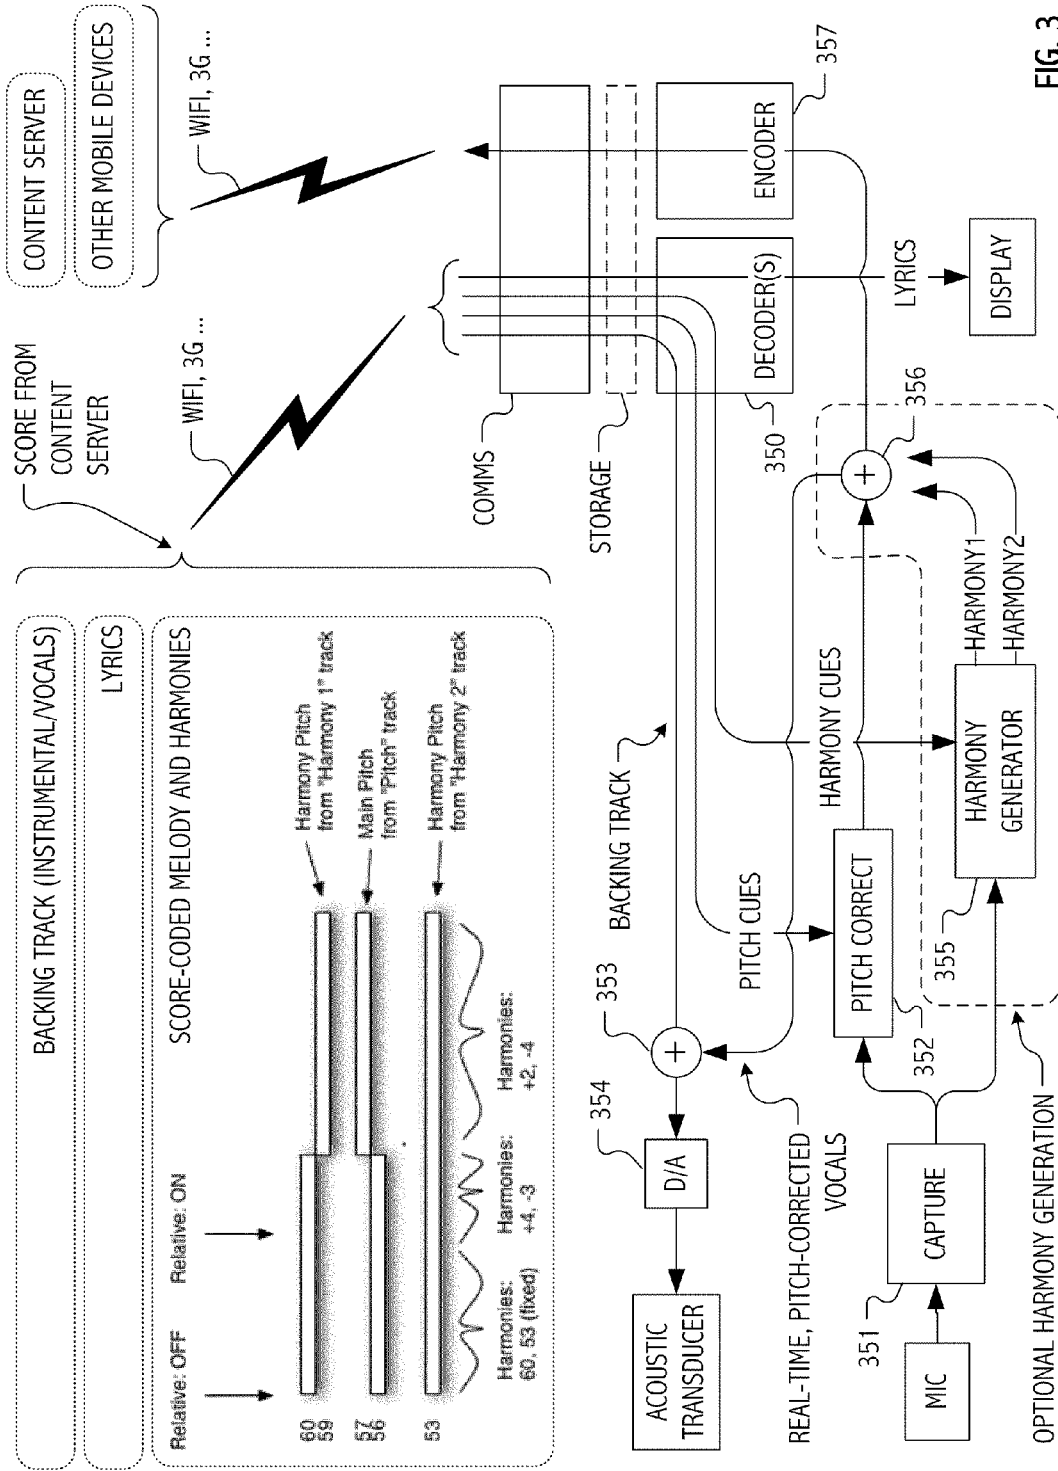 BACKING TRACK (INSTRUMENTAL/VOCALS)
LYRICS
SCORE-CODED MELODY AND HARMONIES
Relative: OFF
Relative: ON
60
59
57
56
53
Harmony Pitch
from "Harmony 1" track
Main Pitch
from "Pitch" track
Harmony Pitch
from "Harmony 2" track
Harmonies:
60, 53 (fixed)
Harmonies:
+4, -3
Harmonies:
+2, -4
SCORE FROM
CONTENT
SERVER
CONTENT SERVER
OTHER MOBILE DEVICES
WIFI, 3G ...
WIFI, 3G ...
COMMS
STORAGE
350
DECODER(S)
ENCODER
357
BACKING TRACK
353
354
D/A
ACOUSTIC
TRANSDUCER
REAL-TIME, PITCH-CORRECTED
VOCALS
PITCH CUES
HARMONY CUES
LYRICS
DISPLAY
356
352
PITCH CORRECT
355
HARMONY
GENERATOR
HARMONY1
HARMONY2
351
MIC
CAPTURE
OPTIONAL HARMONY GENERATION
FIG. 3